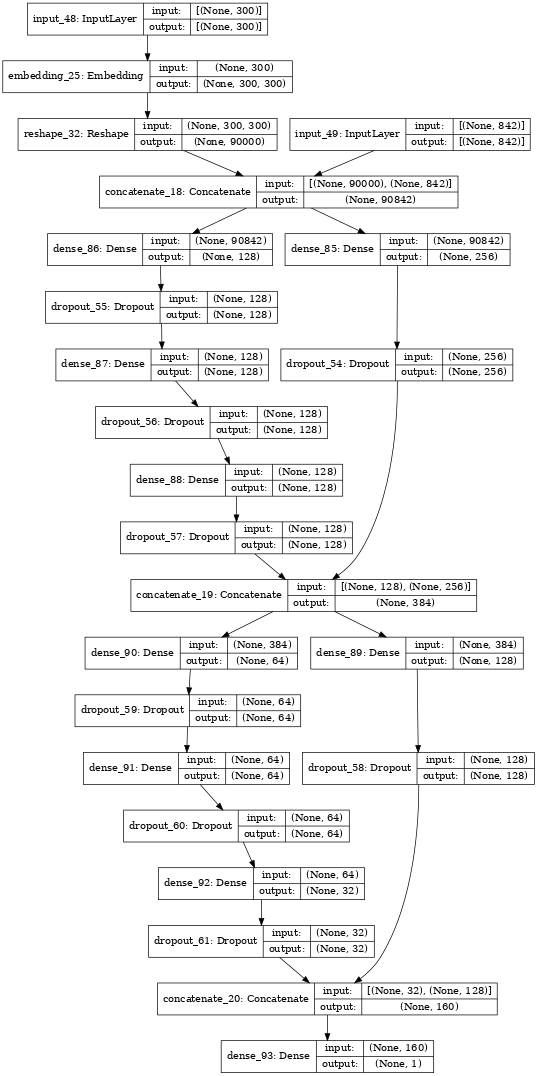 input_48: InputLayer input: [(None, 300)]
output: [(None, 300)]
embedding_25: Embedding input: (None, 300)
output: (None, 300, 300)
reshape_32: Reshape input: (None, 300, 300)
output: (None, 90000)
input_49: InputLayer input: [(None, 842)]
output: [(None, 842)]
concatenate_18: Concatenate input: [(None, 90000), (None, 842)]
output: (None, 90842)
dense_86: Dense input: (None, 90842)
output: (None, 128)
dense_85: Dense input: (None, 90842)
output: (None, 256)
dropout_55: Dropout input: (None, 128)
output: (None, 128)
dense_87: Dense input: (None, 128)
output: (None, 128)
dropout_54: Dropout input: (None, 256)
output: (None, 256)
dropout_56: Dropout input: (None, 128)
output: (None, 128)
dense_88: Dense input: (None, 128)
output: (None, 128)
dropout_57: Dropout input: (None, 128)
output: (None, 128)
concatenate_19: Concatenate input: [(None, 128), (None, 256)]
output: (None, 384)
dense_90: Dense input: (None, 384)
output: (None, 64)
dense_89: Dense input: (None, 384)
output: (None, 128)
dropout_59: Dropout input: (None, 64)
output: (None, 64)
dense_91: Dense input: (None, 64)
output: (None, 64)
dropout_58: Dropout input: (None, 128)
output: (None, 128)
dropout_60: Dropout input: (None, 64)
output: (None, 64)
dense_92: Dense input: (None, 64)
output: (None, 32)
dropout_61: Dropout input: (None, 32)
output: (None, 32)
concatenate_20: Concatenate input: [(None, 32), (None, 128)]
output: (None, 160)
dense_93: Dense input: (None, 160)
output: (None, 1)